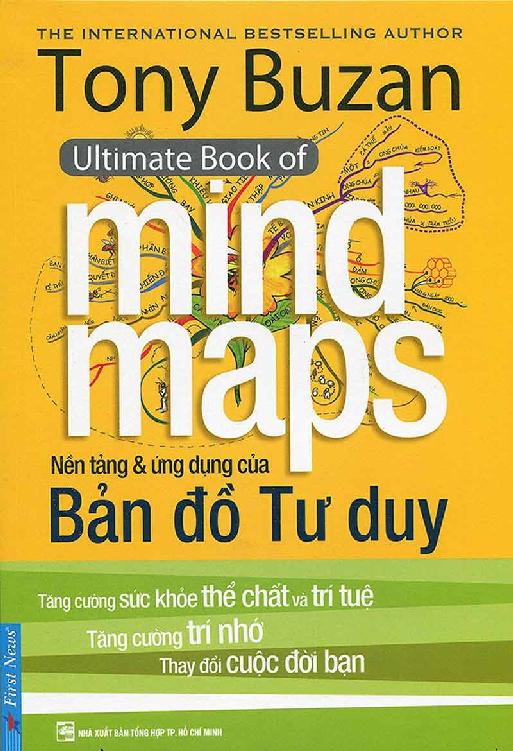 THE INTERNATIONAL BESTSELLING AUTHOR
Tony Buzan
Ultimate Book of
mind
maps
Nền tảng & ứng dụng của
Bản đồ Tư duy
Tăng cường sức khỏe thể chất và trí tuệ
Tăng cường trí nhớ
Thay đổi cuộc đời bạn
First News
NHÀ XUẤT BẢN TỔNG HỢP TP. HỒ CHÍ MINH